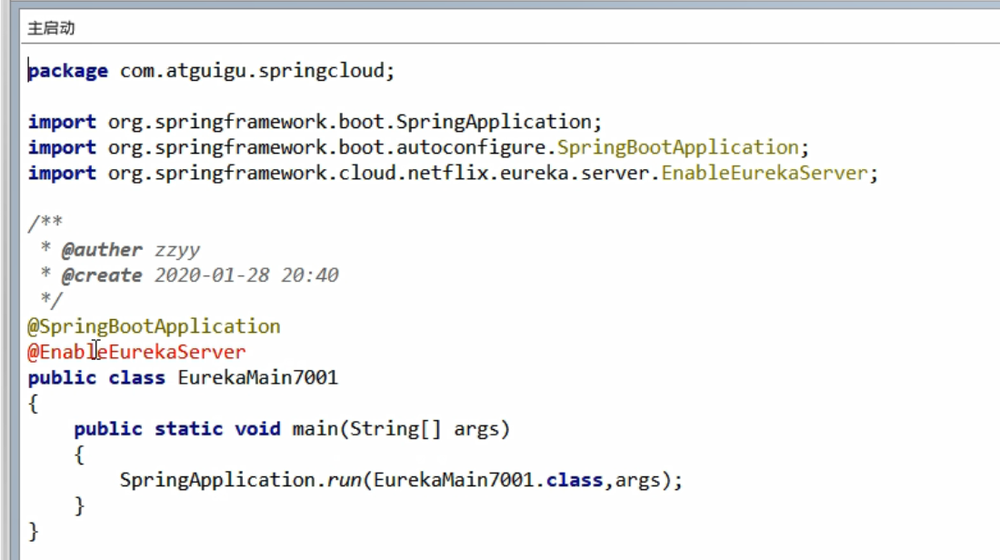 主启动
package com.atguigu.springcloud;
import org.springframework.boot.SpringApplication;
import org.springframework.boot.autoconfigure.SpringBootApplication;
import org.springframework.cloud.netflix.eureka.server.EnableEurekaServer;
/**
 * @auther zzyy
 * @create 2020-01-28 20:40
 */
@SpringBootApplication
@EnableEurekaServer
public class EurekaMain7001
{
    public static void main(String[] args)
    {
        SpringApplication.run(EurekaMain7001.class,args);
    }
}